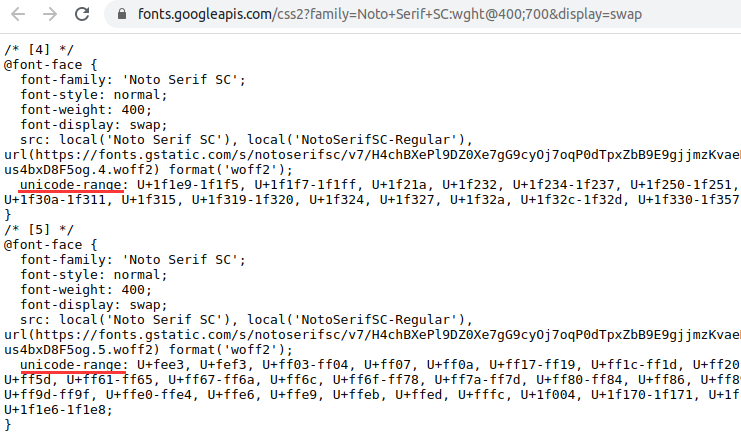 fonts.googleapis.com/css2?family=Noto+Serif+SC:wght@400;700&display=swap
/* [4] */
@font-face {
  font-family: 'Noto Serif SC';
  font-style: normal;
  font-weight: 400;
  font-display: swap;
  src: local('Noto Serif SC'), local('NotoSerifSC-Regular'),
url(https://fonts.gstatic.com/s/notoserifsc/v7/H4chBXePl9DZ0Xe7gG9cyOj7oqP0dTpxZbB9E9gjjmzKvae
us4bxD8F5og.4.woff2) format('woff2');
  unicode-range: U+1f1e9-1f1f5, U+1f1f7-1f1ff, U+1f21a, U+1f232, U+1f234-1f237, U+1f250-1f251,
U+1f30a-1f311, U+1f315, U+1f319-1f320, U+1f324, U+1f327, U+1f32a, U+1f32c-1f32d, U+1f330-1f357
}
/* [5] */
@font-face {
  font-family: 'Noto Serif SC';
  font-style: normal;
  font-weight: 400;
  font-display: swap;
  src: local('Noto Serif SC'), local('NotoSerifSC-Regular'),
url(https://fonts.gstatic.com/s/notoserifsc/v7/H4chBXePl9DZ0Xe7gG9cyOj7oqP0dTpxZbB9E9gjjmzKvae
us4bxD8F5og.5.woff2) format('woff2');
  unicode-range: U+fee3, U+fef3, U+ff03-ff04, U+ff07, U+ff0a, U+ff17-ff19, U+ff1c-ff1d, U+ff20
U+ff5d, U+ff61-ff65, U+ff67-ff6a, U+ff6c, U+ff6f-ff78, U+ff7a-ff7d, U+ff80-ff84, U+ff86, U+ff8
U+ff9d-ff9f, U+ffe0-ffe4, U+ffe6, U+ffe9, U+ffeb, U+ffed, U+fffc, U+1f004, U+1f170-1f171, U+1f
U+1f1e6-1f1e8;
}